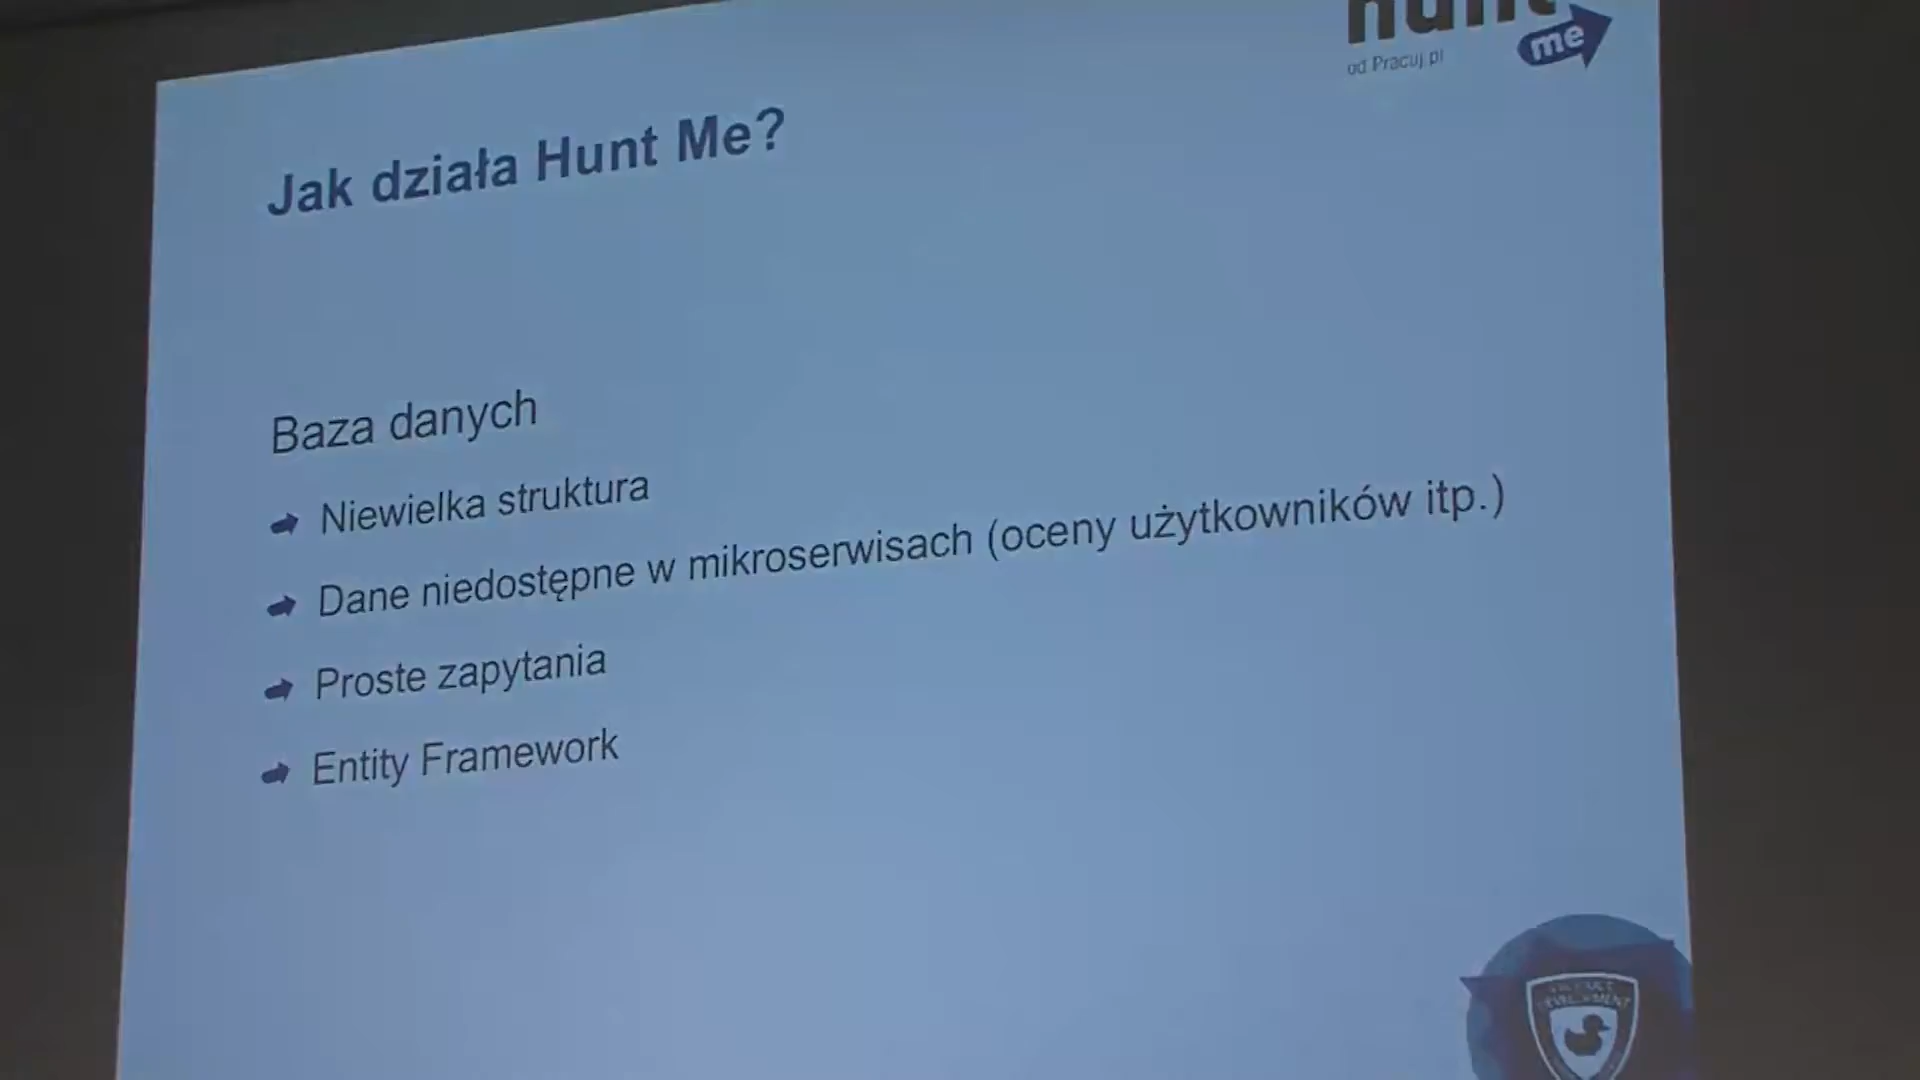 hunt
me
od Pracuj.pl
Jak działa Hunt Me?
Baza danych
Niewielka struktura
Dane niedostępne w mikroserwisach (oceny użytkowników itp.)
Proste zapytania
Entity Framework
DEVELOPMENT